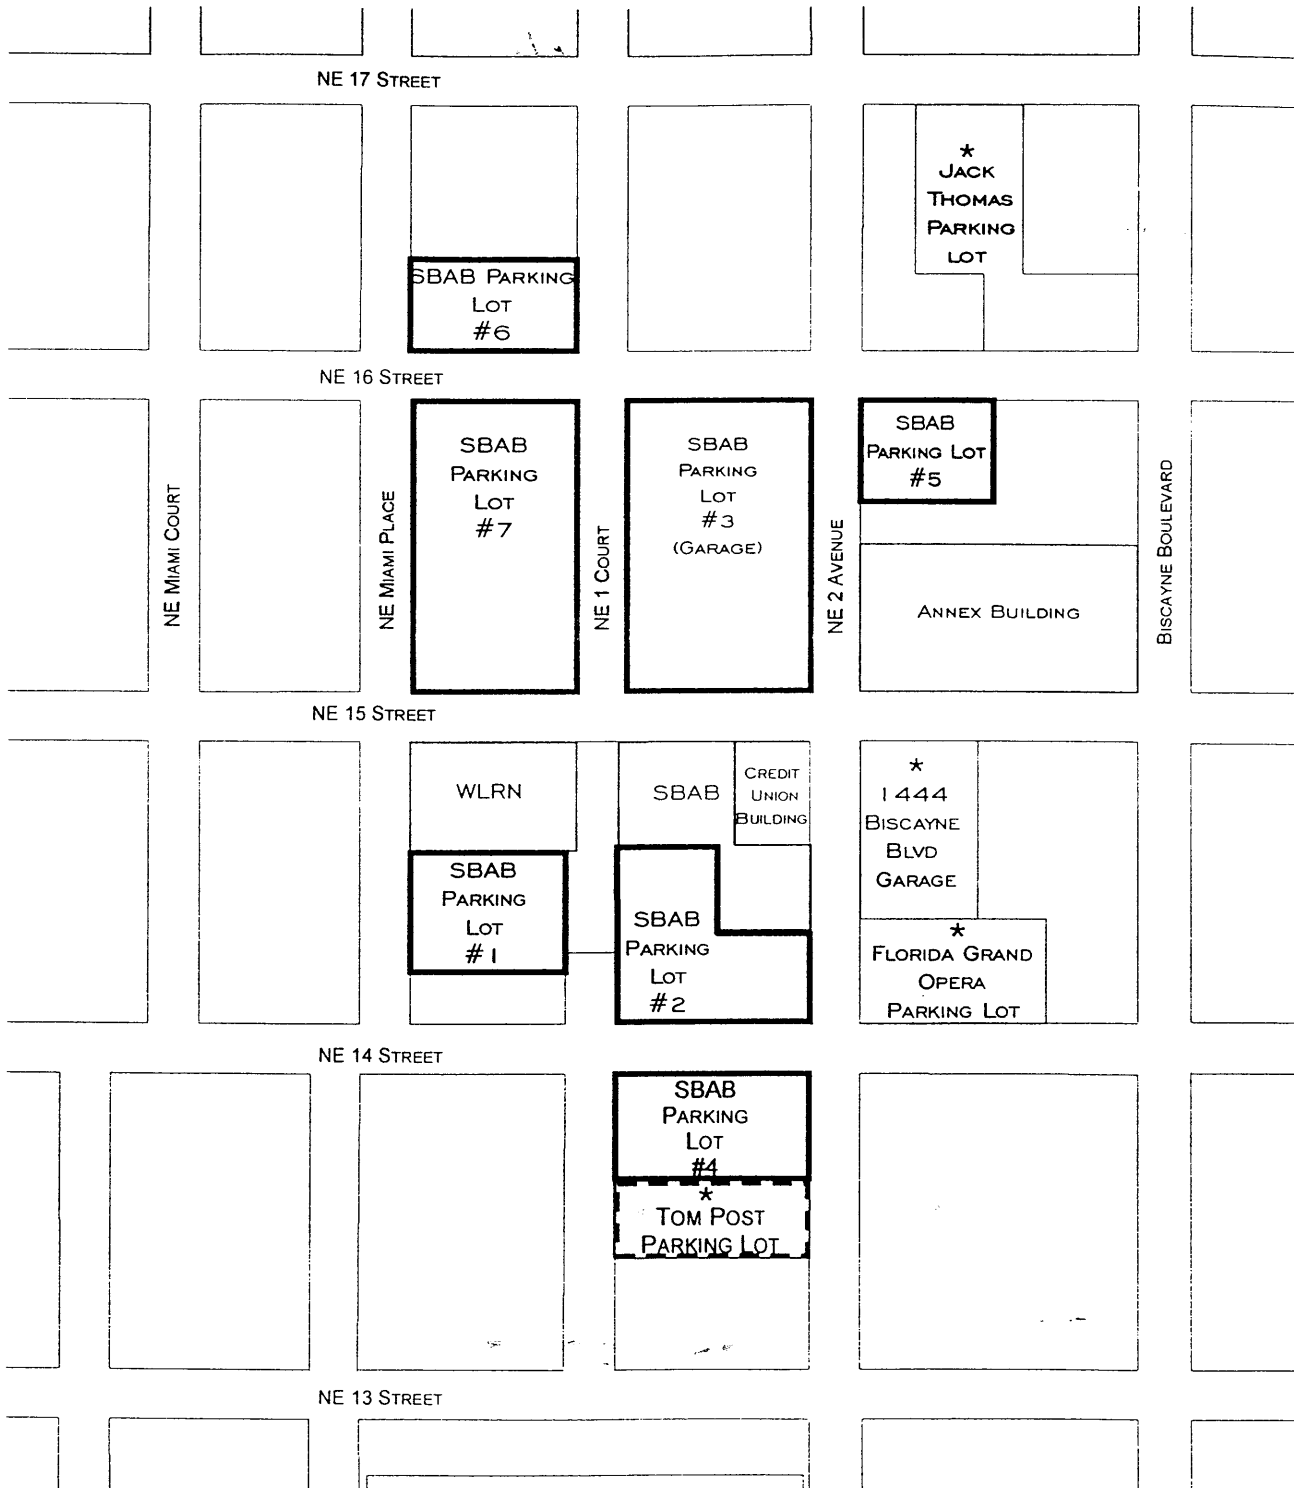 NE 17 STREET
*
JACK
THOMAS
PARKING
LOT
SBAB PARKING
LOT
#6
NE 16 STREET
SBAB
PARKING
LOT
#7
SBAB
PARKING
LOT
#3
(GARAGE)
SBAB
PARKING LOT
#5
NE MIAMI COURT
NE MIAMI PLACE
NE 1 COURT
NE 2 AVENUE
BISCAYNE BOULEVARD
ANNEX BUILDING
NE 15 STREET
WLRN
SBAB
CREDIT
UNION
BUILDING
*
1444
BISCAYNE
BLVD
GARAGE
SBAB
PARKING
LOT
#1
SBAB
PARKING
LOT
#2
*
FLORIDA GRAND
OPERA
PARKING LOT
NE 14 STREET
SBAB
PARKING
LOT
#4
*
TOM POST
PARKING LOT
NE 13 STREET